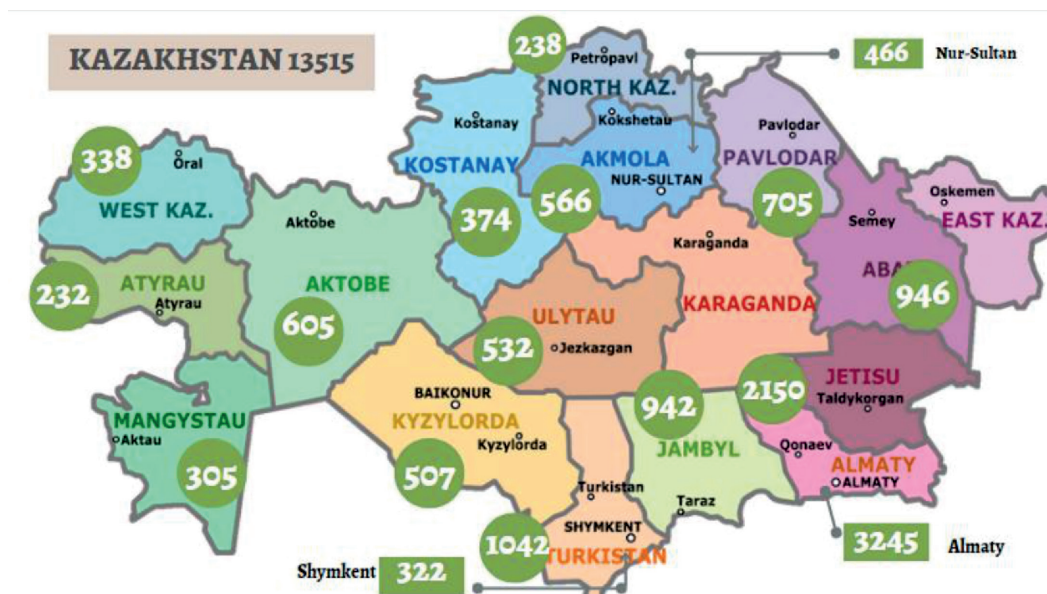 KAZAKHSTAN 13515
238
Petropavl
NORTH KAZ.
466
Nur-Sultan
Kostanay
KOSTANAY
374
Kokshetau
AKMOLA
NUR-SULTAN
566
Pavlodar
PAVLODAR
705
338
Oral
WEST KAZ.
Aktobe
AKTOBE
605
Karaganda
KARAGANDA
Semey
ABA
946
Oskemen
EAST KAZ.
232
ATYRAU
Atyrau
ULYTAU
532
Jezkazgan
MANGYSTAU
Aktau
305
BAIKONUR
KYZYLORDA
Kyzylorda
507
942
JAMBYL
Taraz
2150
JETISU
Taldykorgan
Qonaev
ALMATY
ALMATY
3245
Almaty
Turkistan
SHYMKENT
1042
TURKISTAN
Shymkent
322